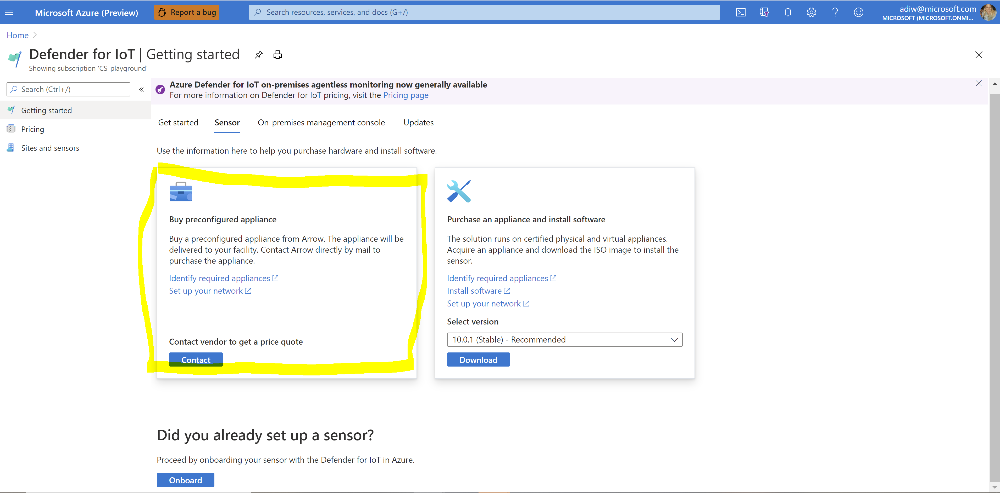 Microsoft Azure (Preview)
Report a bug
Search resources, services, and docs (G+/)
adiw@microsoft.com
MICROSOFT (MICROSOFT.ONMI...
Home
Defender for IoT | Getting started
Showing subscription 'CS-playground'
Search (Ctrl+/)
Getting started
Pricing
Sites and sensors
Azure Defender for IoT on-premises agentless monitoring now generally available
For more information on Defender for IoT pricing, visit the Pricing page
Get started
Sensor
On-premises management console
Updates
Use the information here to help you purchase hardware and install software.
Buy preconfigured appliance
Buy a preconfigured appliance from Arrow. The appliance will be
delivered to your facility. Contact Arrow directly by mail to
purchase the appliance.
Identify required appliances
Set up your network
Contact vendor to get a price quote
Contact
Purchase an appliance and install software
The solution runs on certified physical and virtual appliances.
Acquire an appliance and download the ISO image to install the
sensor.
Identify required appliances
Install software
Set up your network
Select version
10.0.1 (Stable) - Recommended
Download
Did you already set up a sensor?
Proceed by onboarding your sensor with the Defender for IoT in Azure.
Onboard